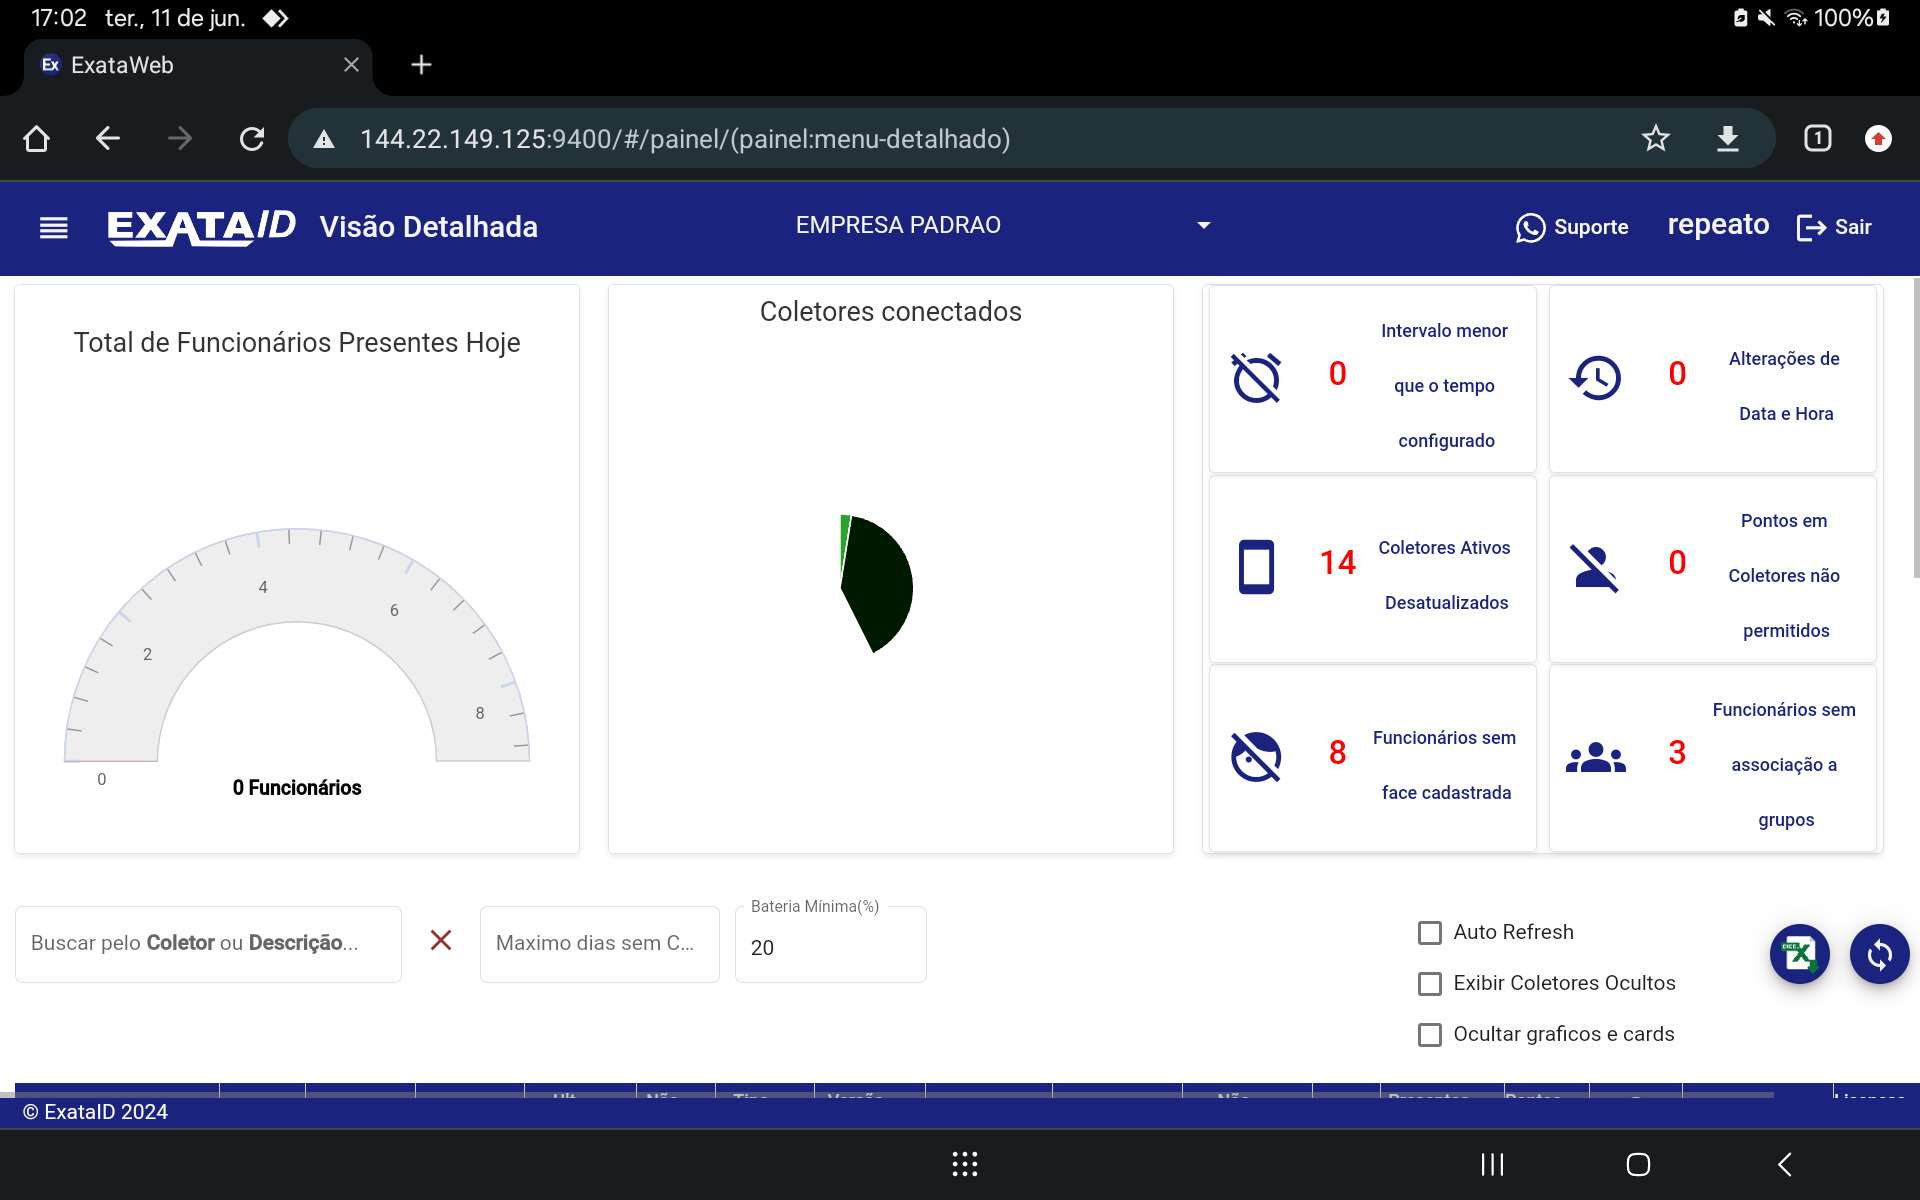 17:02 ter., 11 de jun.
100%
Ex ExataWeb
144.22.149.125:9400/#/painel/(painel:menu-detalhado)
1
EXATAID Visão Detalhada
EMPRESA PADRAO
Suporte
repeato
Sair
Total de Funcionários Presentes Hoje
0
2
4
6
8
0 Funcionários
Coletores conectados
0
Intervalo menor
que o tempo
configurado
0
Alterações de
Data e Hora
14
Coletores Ativos
Desatualizados
0
Pontos em
Coletores não
permitidos
8
Funcionários sem
face cadastrada
3
Funcionários sem
associação a
grupos
Buscar pelo Coletor ou Descrição...
Maximo dias sem C...
Bateria Mínima(%)
20
Auto Refresh
Exibir Coletores Ocultos
Ocultar graficos e cards
© ExataID 2024